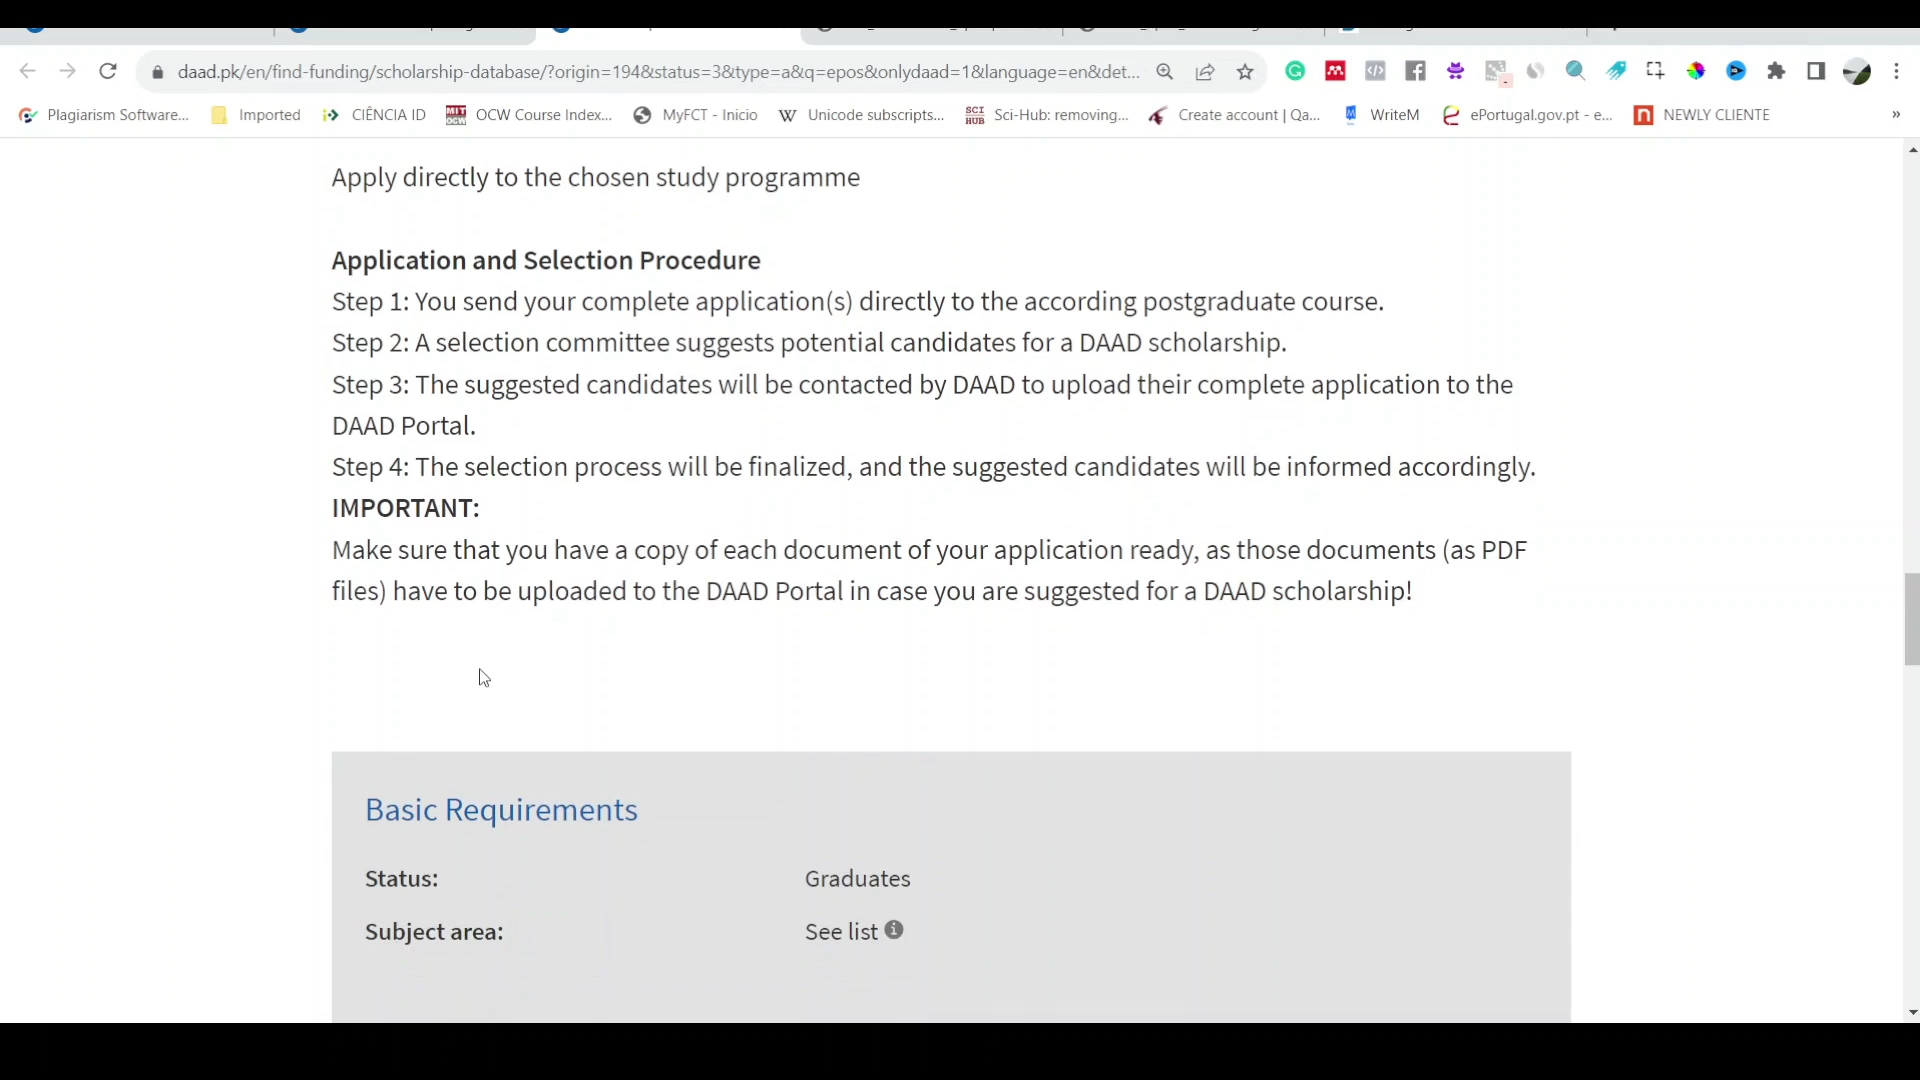 daad.pk/en/find-funding/scholarship-database/?origin=194&status=3&type=a&q=epos&onlydaad=1&language=en&det...
Plagiarism Software... Imported CIÊNCIA ID MIT OCW OCW Course Index... MyFCT - Inicio W Unicode subscripts... SCI HUB Sci-Hub: removing... Create account | Qa... WriteM ePortugal.gov.pt - e... n NEWLY CLIENTE »
Apply directly to the chosen study programme
Application and Selection Procedure
Step 1: You send your complete application(s) directly to the according postgraduate course.
Step 2: A selection committee suggests potential candidates for a DAAD scholarship.
Step 3: The suggested candidates will be contacted by DAAD to upload their complete application to the
DAAD Portal.
Step 4: The selection process will be finalized, and the suggested candidates will be informed accordingly.
IMPORTANT:
Make sure that you have a copy of each document of your application ready, as those documents (as PDF
files) have to be uploaded to the DAAD Portal in case you are suggested for a DAAD scholarship!
Basic Requirements
Status: Graduates
Subject area: See list